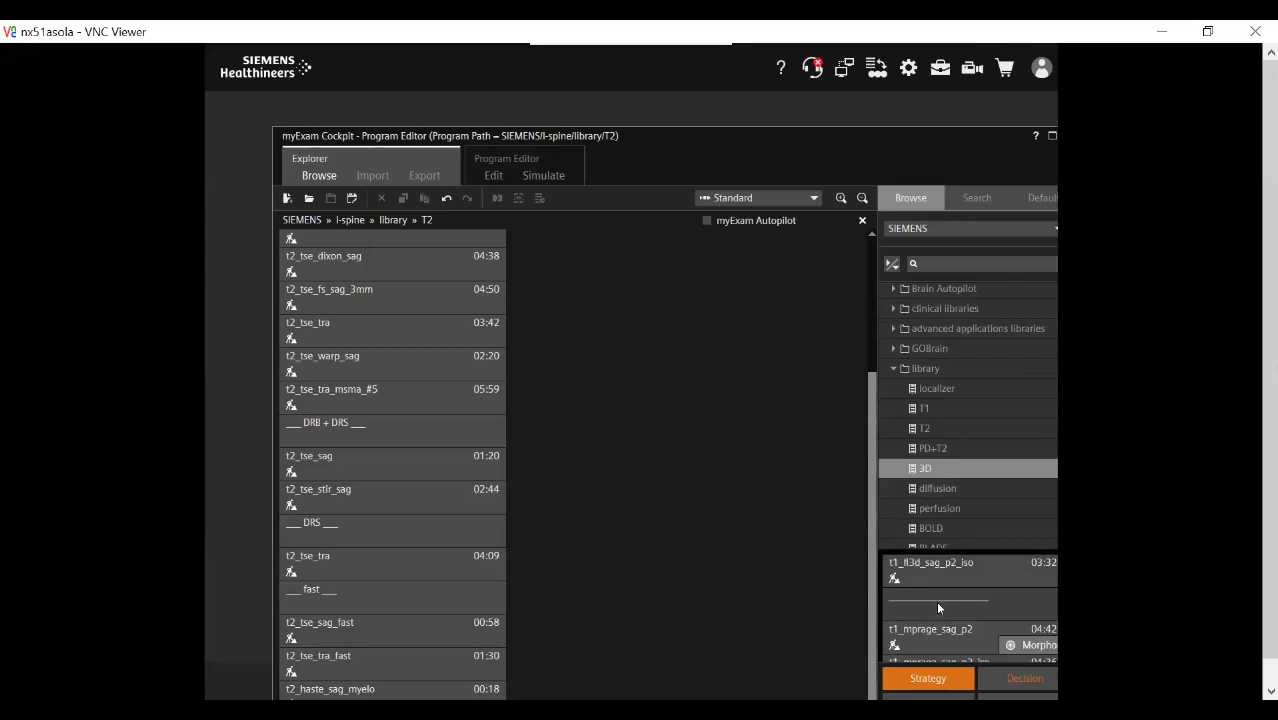 nx51asola - VNC Viewer
SIEMENS
Healthineers
?
myExam Cockpit - Program Editor (Program Path – SIEMENS/l-spine/library/T2)
?
Explorer
Browse Import Export
Program Editor
Edit Simulate
Standard
Browse Search Default
SIEMENS » l-spine » library » T2
myExam Autopilot
SIEMENS
t2_tse_dixon_sag 04:38
t2_tse_fs_sag_3mm 04:50
t2_tse_tra 03:42
t2_tse_warp_sag 02:20
t2_tse_tra_msma_#5 05:59
___ DRB + DRS ___
t2_tse_sag 01:20
t2_tse_stir_sag 02:44
___ DRS ___
t2_tse_tra 04:09
___ fast ___
t2_tse_sag_fast 00:58
t2_tse_tra_fast 01:30
t2_haste_sag_myelo 00:18
Brain Autopilot
clinical libraries
advanced applications libraries
GOBrain
library
localizer
T1
T2
PD+T2
3D
diffusion
perfusion
BOLD
BLADE
t1_fl3d_sag_p2_iso 03:32
t1_mprage_sag_p2 04:42
Morpho
t1_mprage_sag_p2_iso 04:36
Strategy Decision